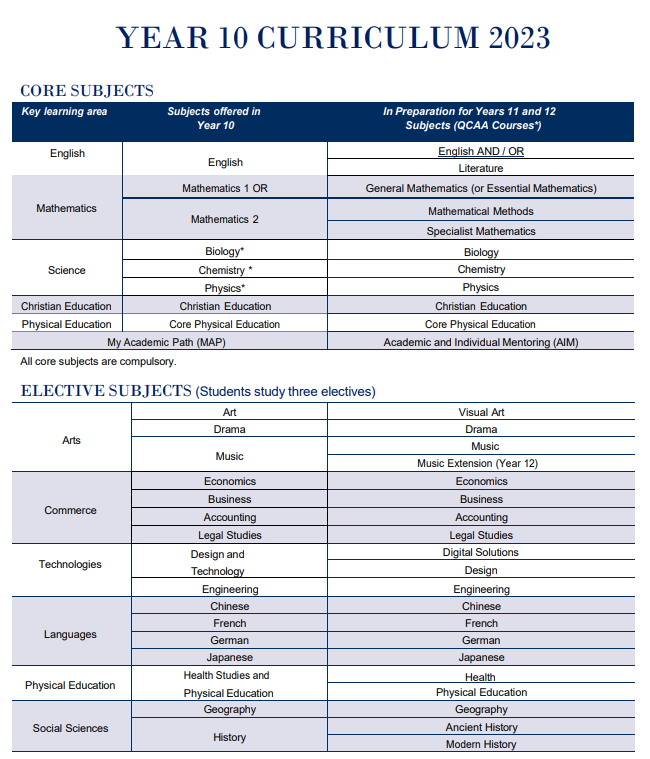 YEAR 10 CURRICULUM 2023
CORE SUBJECTS
Key learning area Subjects offered in Year 10 In Preparation for Years 11 and 12 Subjects (QCAA Courses*)
English English English AND / OR
Literature
Mathematics Mathematics 1 OR General Mathematics (or Essential Mathematics)
Mathematics 2 Mathematical Methods
Specialist Mathematics
Science Biology* Biology
Chemistry * Chemistry
Physics* Physics
Christian Education Christian Education Christian Education
Physical Education Core Physical Education Core Physical Education
My Academic Path (MAP) Academic and Individual Mentoring (AIM)
All core subjects are compulsory.
ELECTIVE SUBJECTS (Students study three electives)
Arts Art Visual Art
Drama Drama
Music Music
Music Extension (Year 12)
Commerce Economics Economics
Business Business
Accounting Accounting
Legal Studies Legal Studies
Technologies Design and Technology Digital Solutions
Design
Engineering Engineering
Languages Chinese Chinese
French French
German German
Japanese Japanese
Physical Education Health Studies and Physical Education Health
Physical Education
Social Sciences Geography Geography
History Ancient History
Modern History